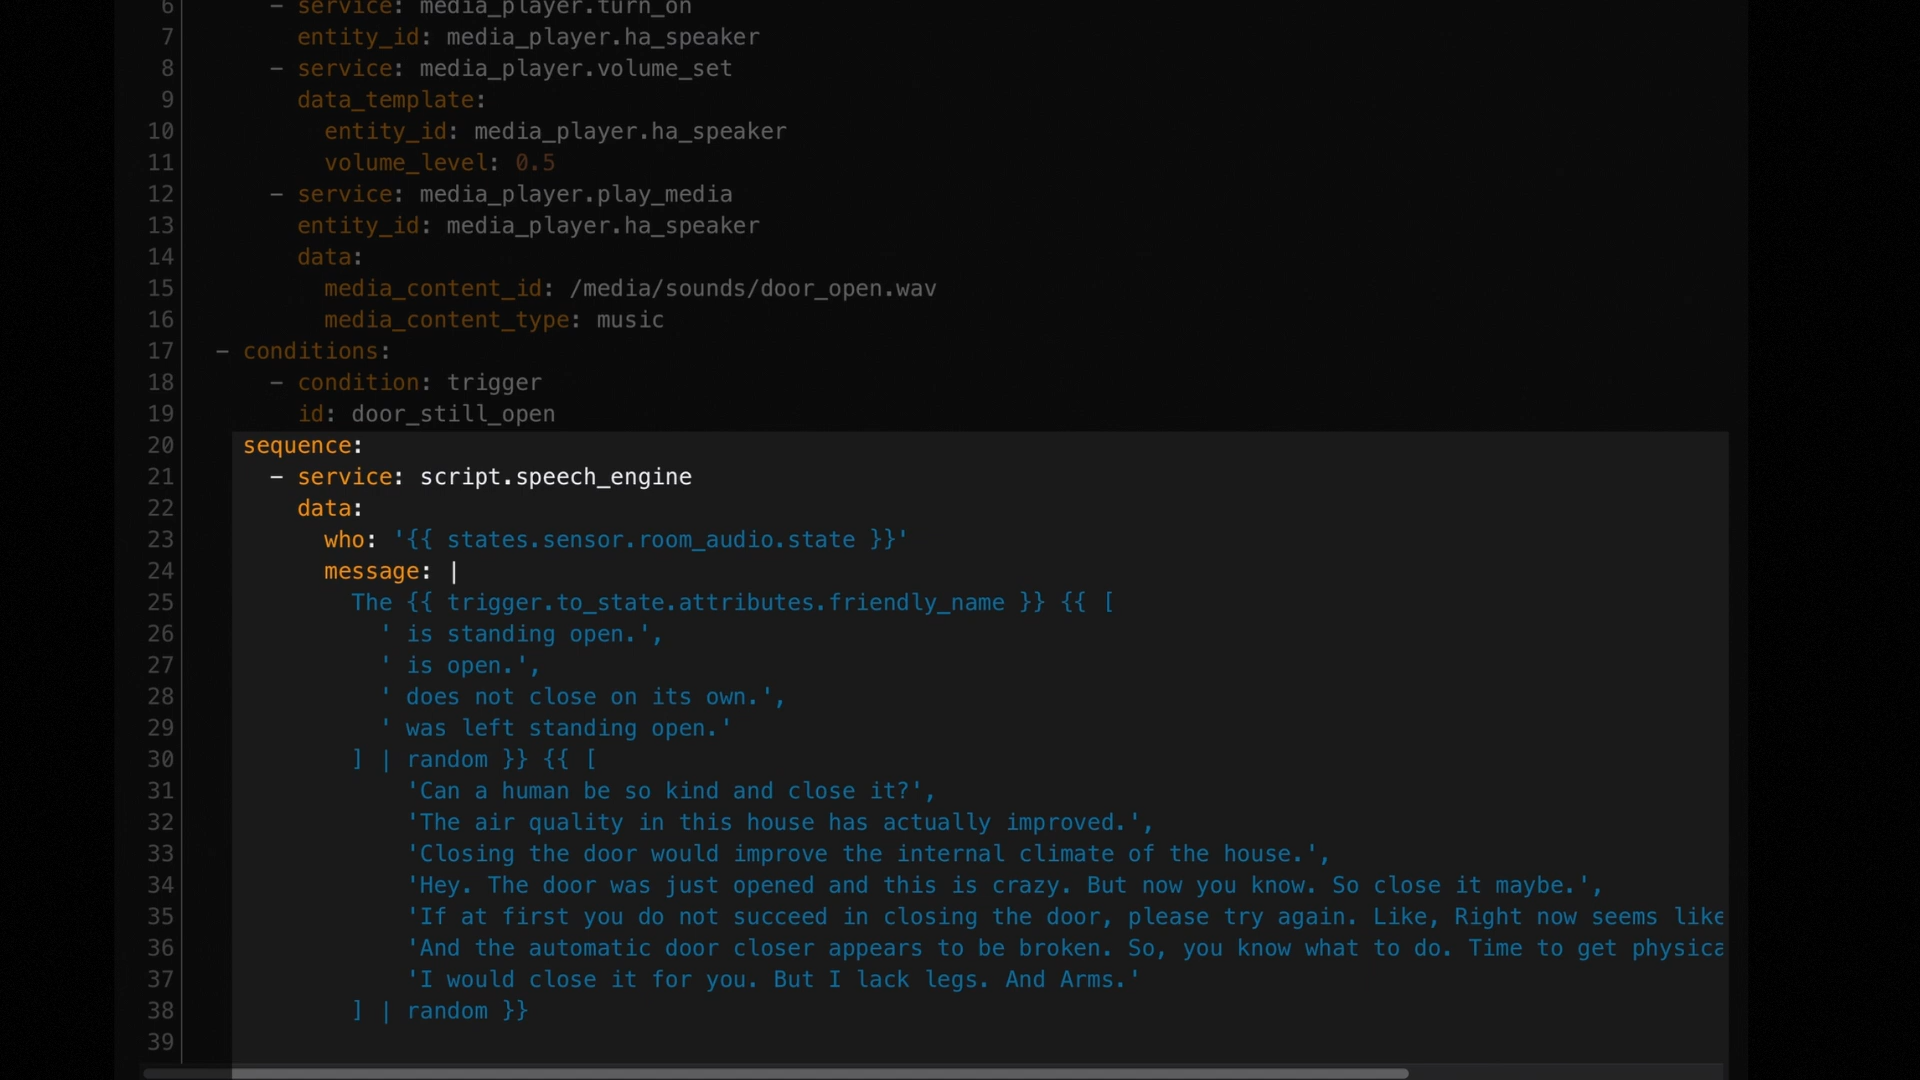 6 - service: media_player.turn_on
7 entity_id: media_player.ha_speaker
8 - service: media_player.volume_set
9 data_template:
10 entity_id: media_player.ha_speaker
11 volume_level: 0.5
12 - service: media_player.play_media
13 entity_id: media_player.ha_speaker
14 data:
15 media_content_id: /media/sounds/door_open.wav
16 media_content_type: music
17 - conditions:
18 - condition: trigger
19 id: door_still_open
20 sequence:
21 - service: script.speech_engine
22 data:
23 who: '{{ states.sensor.room_audio.state }}'
24 message: |
25 The {{ trigger.to_state.attributes.friendly_name }} {{ [
26 ' is standing open.',
27 ' is open.',
28 ' does not close on its own.',
29 ' was left standing open.'
30 ] | random }} {{ [
31 'Can a human be so kind and close it?',
32 'The air quality in this house has actually improved.',
33 'Closing the door would improve the internal climate of the house.',
34 'Hey. The door was just opened and this is crazy. But now you know. So close it maybe.',
35 'If at first you do not succeed in closing the door, please try again. Like, Right now seems like
36 'And the automatic door closer appears to be broken. So, you know what to do. Time to get physica
37 'I would close it for you. But I lack legs. And Arms.'
38 ] | random }}
39